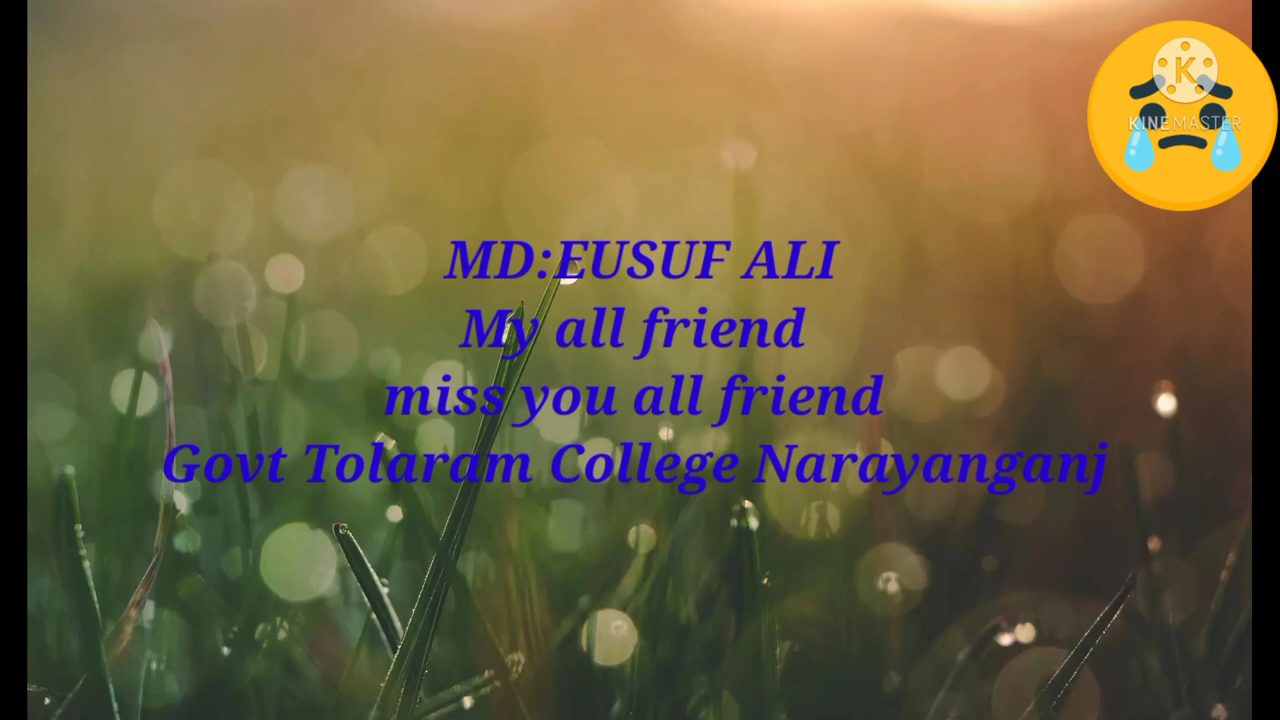 K
KINEMASTER
MD:EUSUF ALI
My all friend
miss you all friend
Govt Tolaram College Narayanganj